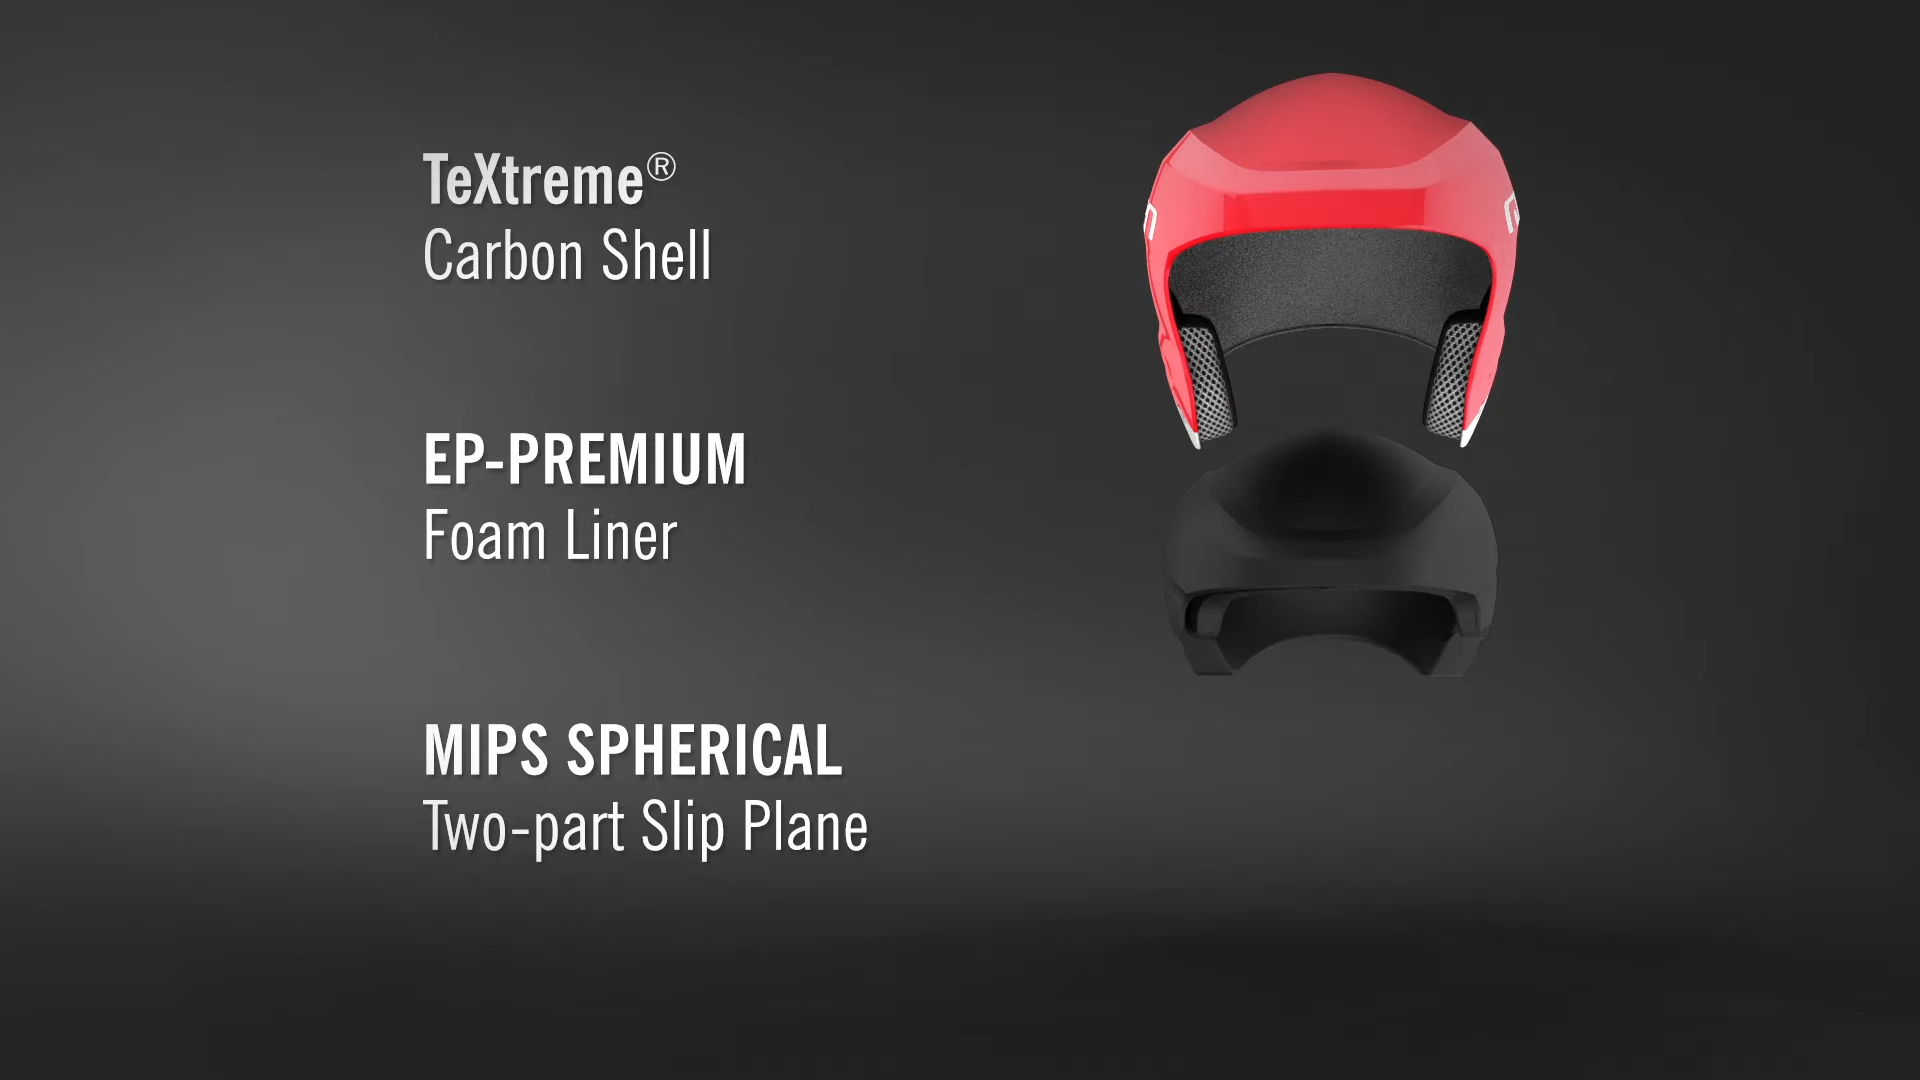 TeXtreme®
Carbon Shell
EP-PREMIUM
Foam Liner
MIPS SPHERICAL
Two-part Slip Plane